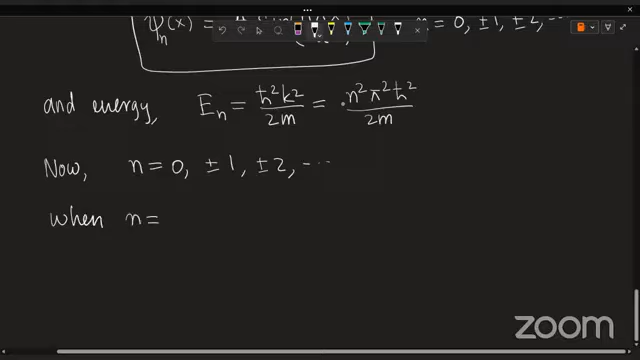 ψₙ(x) = n = 0, ±1, ±2, ...
and energy, Eₙ = ħ²k²/2m = n²π²ħ²/2m
Now, n = 0, ±1, ±2, ---
when n =
zoom